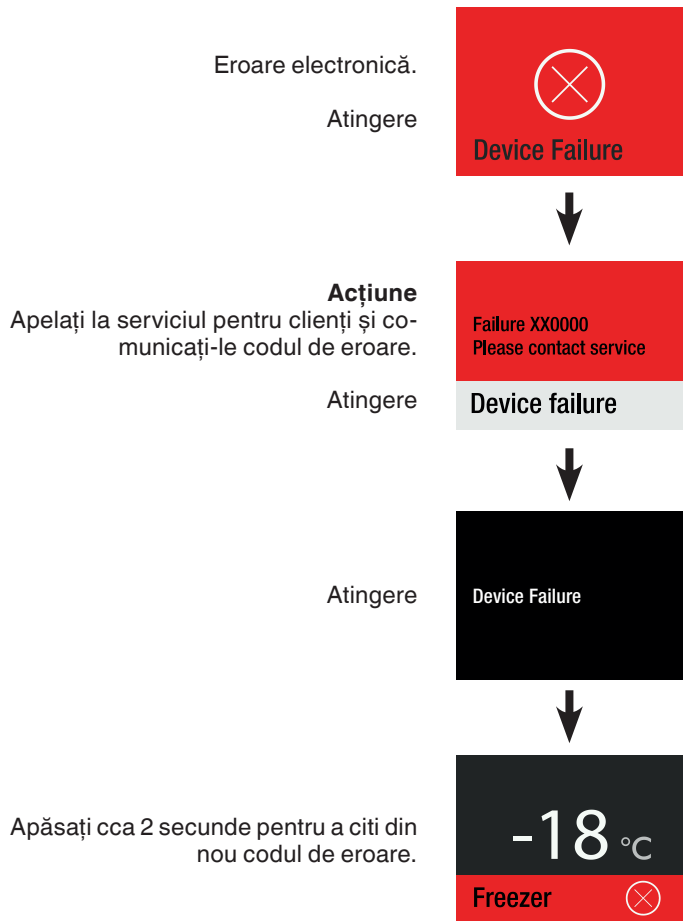 Eroare electronică.
Atingere
Device Failure
Acțiune
Apelați la serviciul pentru clienți și co-
municați-le codul de eroare.
Atingere
Failure XX0000
Please contact service
Device failure
Atingere
Device Failure
Apăsați cca 2 secunde pentru a citi din
nou codul de eroare.
-18 °C
Freezer